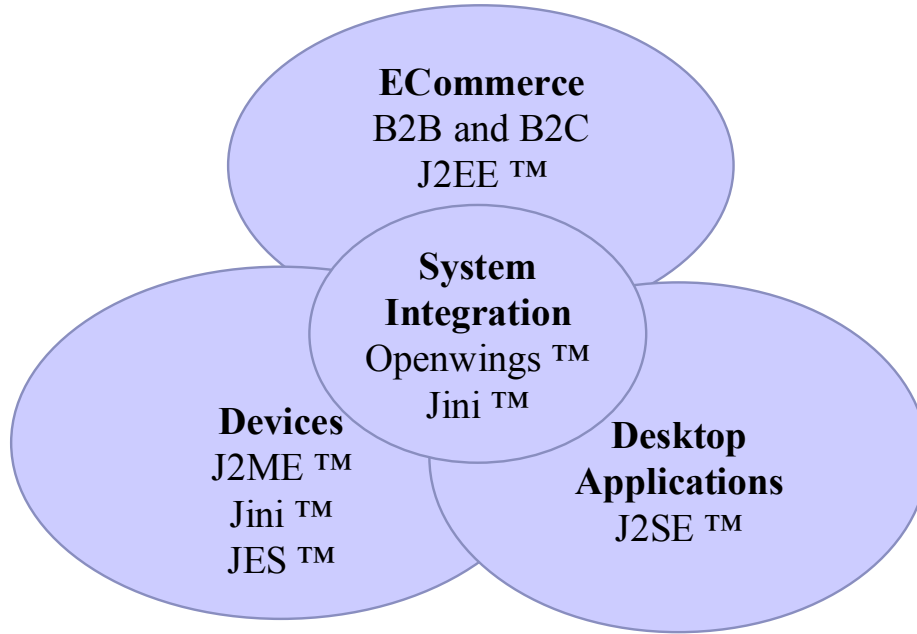 ECommerce
B2B and B2C
J2EE ™
System
Integration
Openwings ™
Jini ™
Devices
J2ME ™
Jini ™
JES ™
Desktop
Applications
J2SE ™